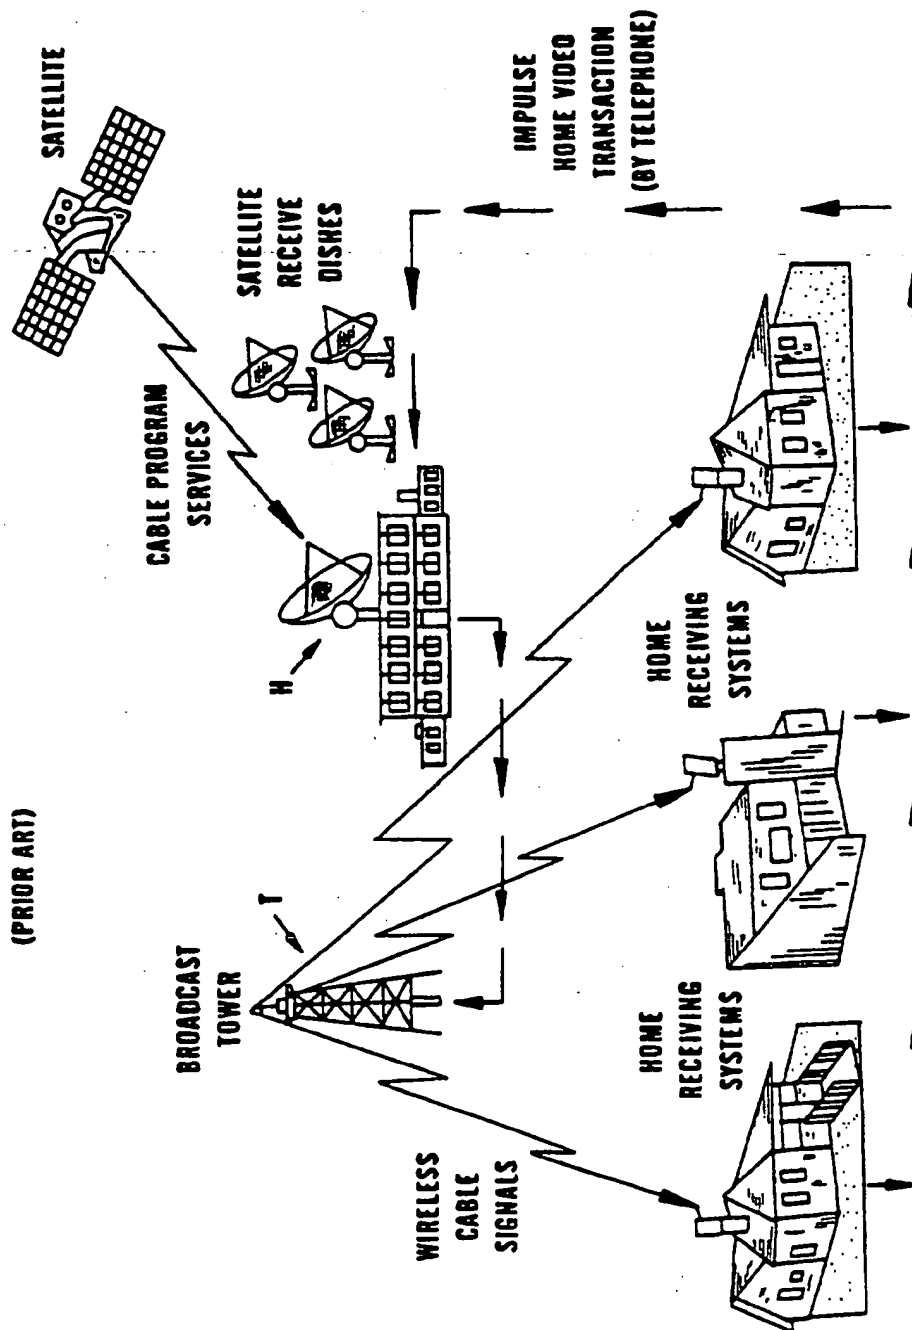 (PRIOR ART)
SATELLITE
CABLE PROGRAM
SERVICES
SATELLITE
RECEIVE
DISHES
H
BROADCAST
TOWER
T
IMPULSE
HOME VIDEO
TRANSACTION
(BY TELEPHONE)
WIRELESS
CABLE
SIGNALS
HOME
RECEIVING
SYSTEMS
HOME
RECEIVING
SYSTEMS